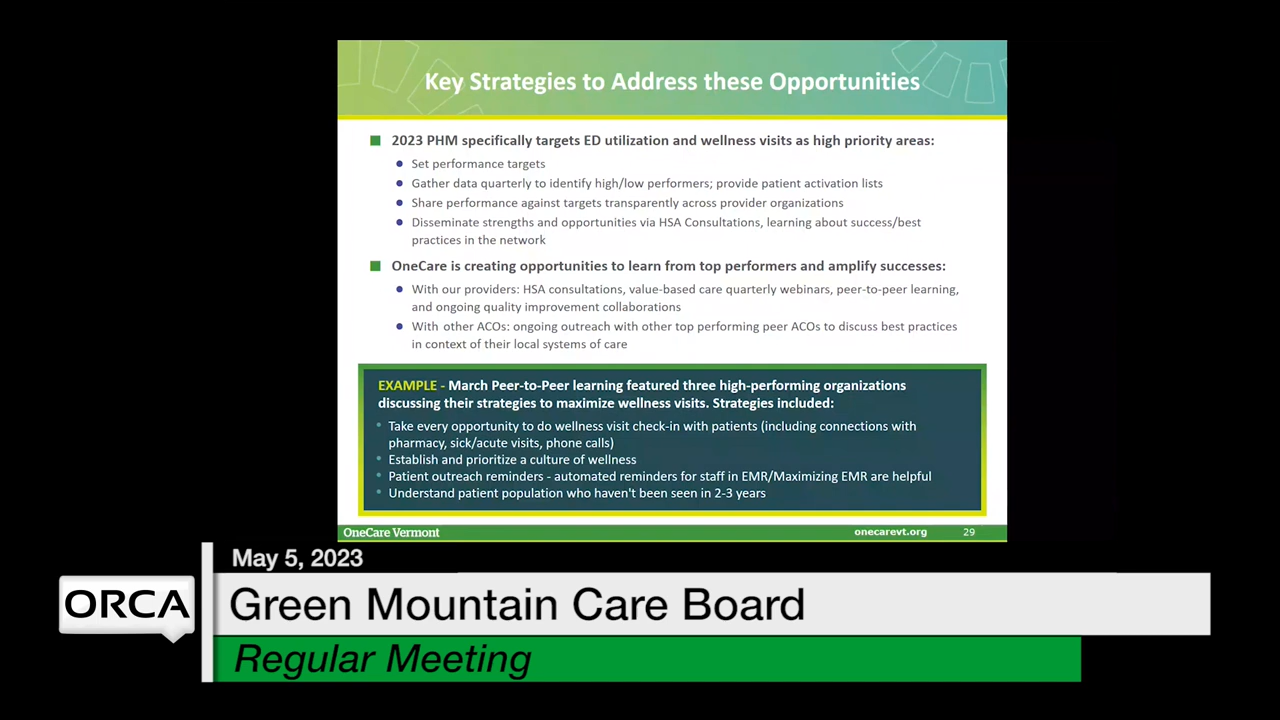 Key Strategies to Address these Opportunities
2023 PHM specifically targets ED utilization and wellness visits as high priority areas:
Set performance targets
Gather data quarterly to identify high/low performers; provide patient activation lists
Share performance against targets transparently across provider organizations
Disseminate strengths and opportunities via HSA Consultations, learning about success/best
practices in the network
OneCare is creating opportunities to learn from top performers and amplify successes:
With our providers: HSA consultations, value-based care quarterly webinars, peer-to-peer learning,
and ongoing quality improvement collaborations
With other ACOs: ongoing outreach with other top performing peer ACOs to discuss best practices
in context of their local systems of care
EXAMPLE - March Peer-to-Peer learning featured three high-performing organizations
discussing their strategies to maximize wellness visits. Strategies included:
Take every opportunity to do wellness visit check-in with patients (including connections with
pharmacy, sick/acute visits, phone calls)
Establish and prioritize a culture of wellness
Patient outreach reminders - automated reminders for staff in EMR/Maximizing EMR are helpful
Understand patient population who haven't been seen in 2-3 years
OneCare Vermont
onecarevt.org
29
May 5, 2023
ORCA
Green Mountain Care Board
Regular Meeting